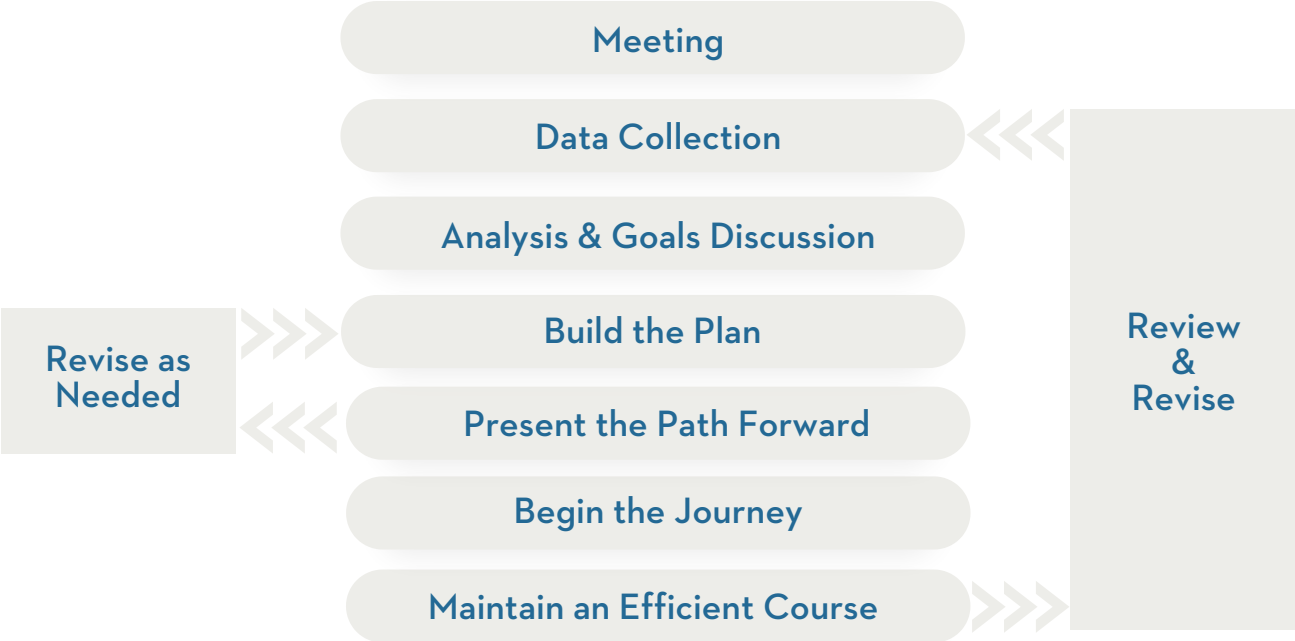 Meeting
Data Collection
Analysis & Goals Discussion
Build the Plan
Revise as
Needed
Present the Path Forward
Begin the Journey
Maintain an Efficient Course
Review
&
Revise